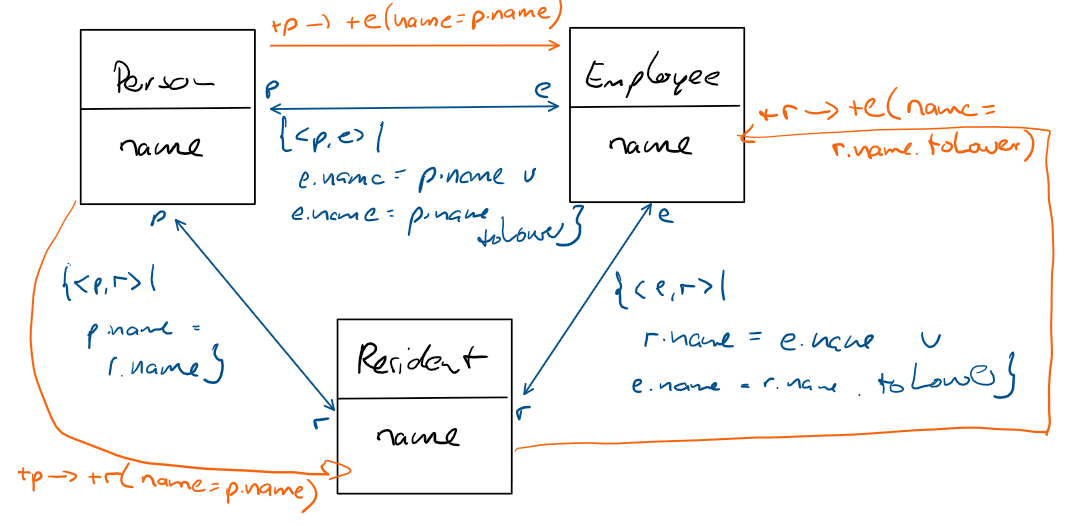 +p → +e(name=p.name)
Person
name
Employee
name
p
e
{<p,e>|
e.name = p.name ∪
e.name = p.name
toLower}
+r → +e(name=
r.name.toLower)
p
e
{<p,r>|
p.name =
r.name}
{<e,r>|
r.name = e.name ∪
e.name = r.name.toLower}
Resident
name
r
r
+p → +r(name=p.name)